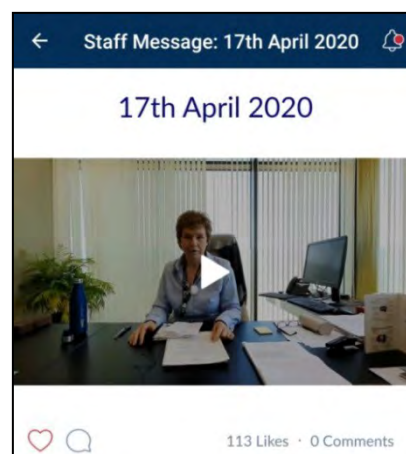 Staff Message: 17th April 2020
17th April 2020
113 Likes · 0 Comments